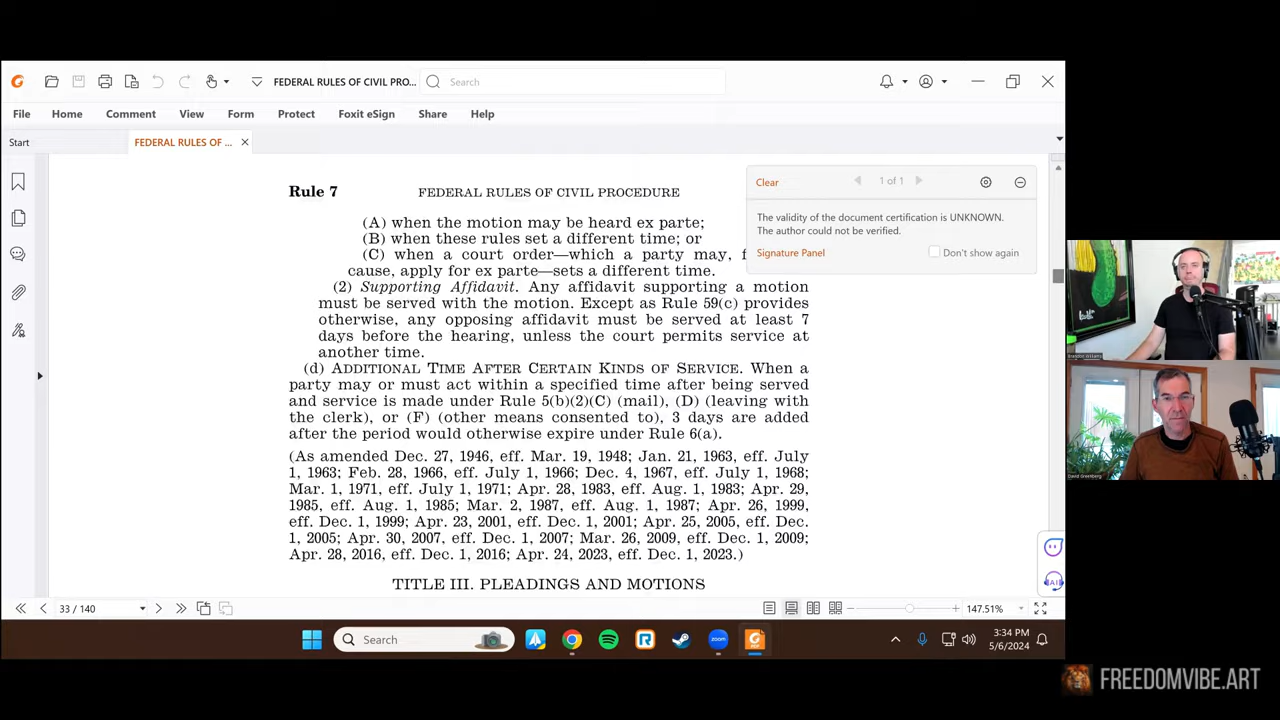 FEDERAL RULES OF CIVIL PRO...
Search
File Home Comment View Form Protect Foxit eSign Share Help
Start
FEDERAL RULES OF ...
Rule 7
FEDERAL RULES OF CIVIL PROCEDURE
(A) when the motion may be heard ex parte;
(B) when these rules set a different time; or
(C) when a court order—which a party may, f
cause, apply for ex parte—sets a different time.
(2) Supporting Affidavit. Any affidavit supporting a motion
must be served with the motion. Except as Rule 59(c) provides
otherwise, any opposing affidavit must be served at least 7
days before the hearing, unless the court permits service at
another time.
(d) ADDITIONAL TIME AFTER CERTAIN KINDS OF SERVICE. When a
party may or must act within a specified time after being served
and service is made under Rule 5(b)(2)(C) (mail), (D) (leaving with
the clerk), or (F) (other means consented to), 3 days are added
after the period would otherwise expire under Rule 6(a).
(As amended Dec. 27, 1946, eff. Mar. 19, 1948; Jan. 21, 1963, eff. July
1, 1963; Feb. 28, 1966, eff. July 1, 1966; Dec. 4, 1967, eff. July 1, 1968;
Mar. 1, 1971, eff. July 1, 1971; Apr. 28, 1983, eff. Aug. 1, 1983; Apr. 29,
1985, eff. Aug. 1, 1985; Mar. 2, 1987, eff. Aug. 1, 1987; Apr. 26, 1999,
eff. Dec. 1, 1999; Apr. 23, 2001, eff. Dec. 1, 2001; Apr. 25, 2005, eff. Dec.
1, 2005; Apr. 30, 2007, eff. Dec. 1, 2007; Mar. 26, 2009, eff. Dec. 1, 2009;
Apr. 28, 2016, eff. Dec. 1, 2016; Apr. 24, 2023, eff. Dec. 1, 2023.)
TITLE III. PLEADINGS AND MOTIONS
Clear
1 of 1
The validity of the document certification is UNKNOWN.
The author could not be verified.
Signature Panel
Don't show again
David Greenberg
33 / 140
147.51%
Search
zoom
3:34 PM
5/6/2024
FREEDOMVIBE.ART